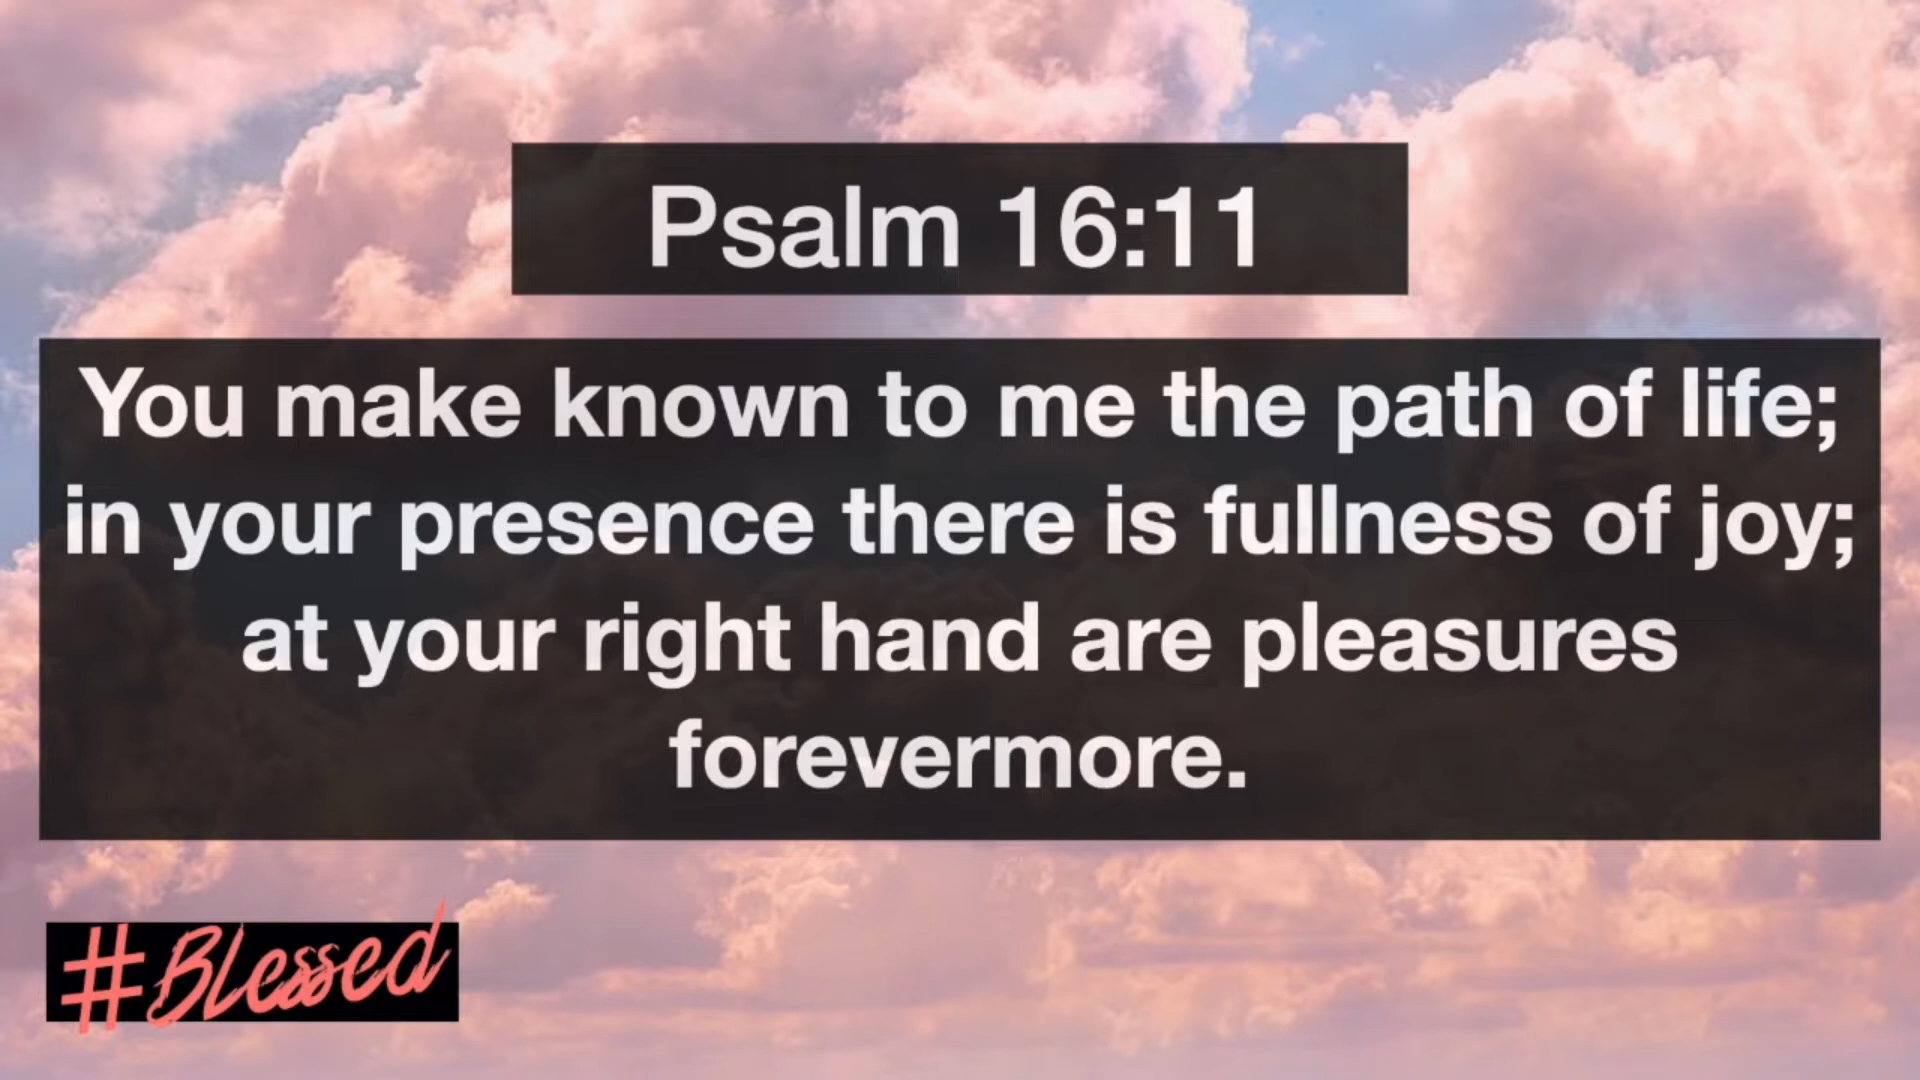 Psalm 16:11
You make known to me the path of life;
in your presence there is fullness of joy;
at your right hand are pleasures
forevermore.
#Blessed